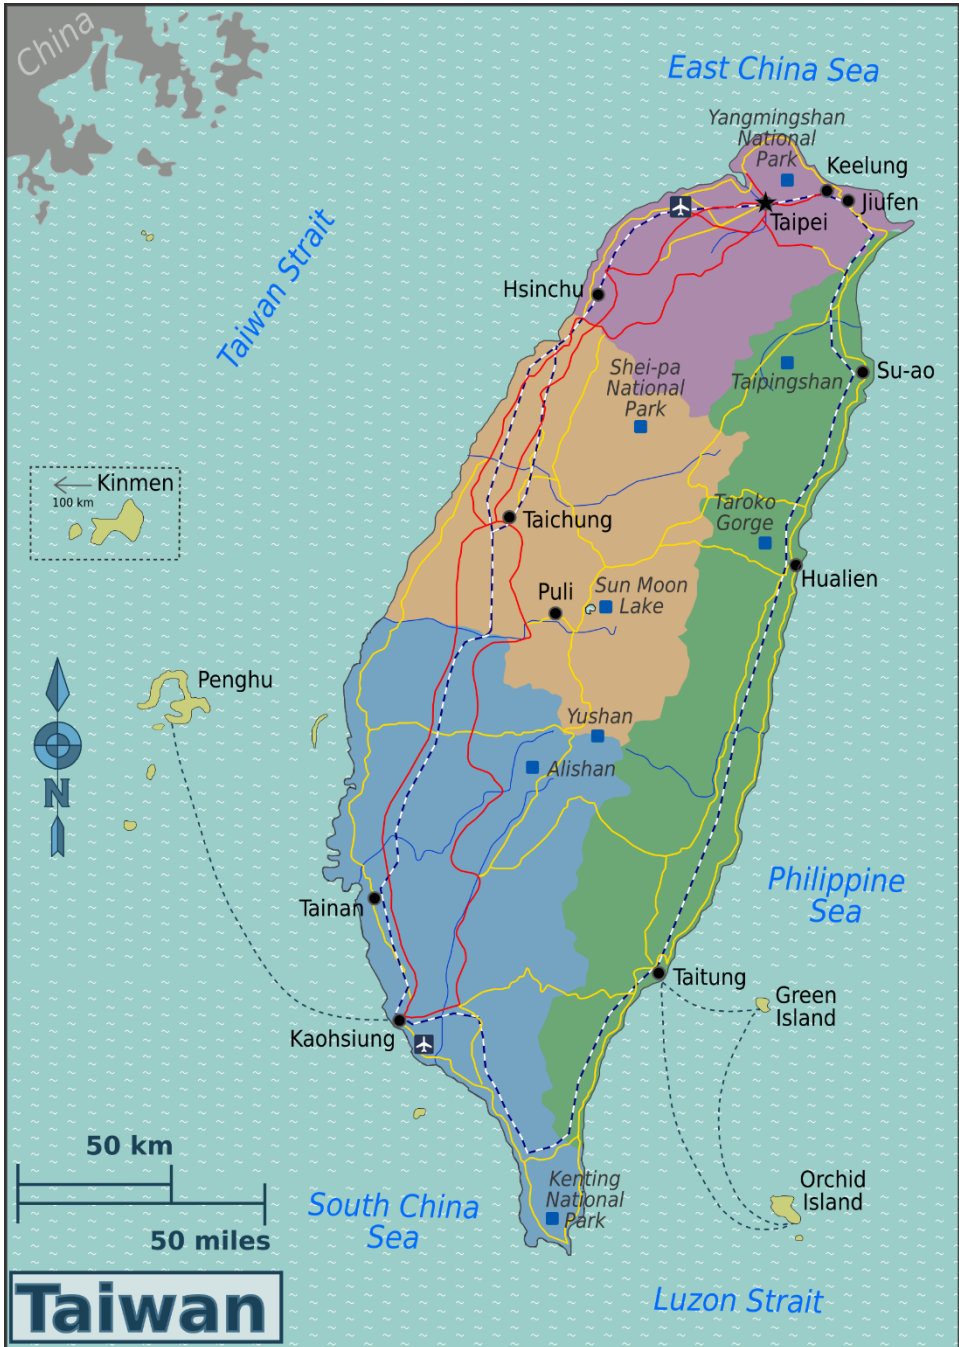 China
East China Sea
Yangmingshan
National
Park
Keelung
Jiufen
Taipei
Taiwan Strait
Hsinchu
Shei-pa
National
Park
Taipingshan
Su-ao
Kinmen
100 km
Taichung
Taroko
Gorge
Hualien
Puli
Sun Moon
Lake
Penghu
Yushan
Alishan
N
Philippine
Sea
Tainan
Taitung
Green
Island
Kaohsiung
50 km
50 miles
South China
Sea
Kenting
National
Park
Orchid
Island
Luzon Strait
Taiwan